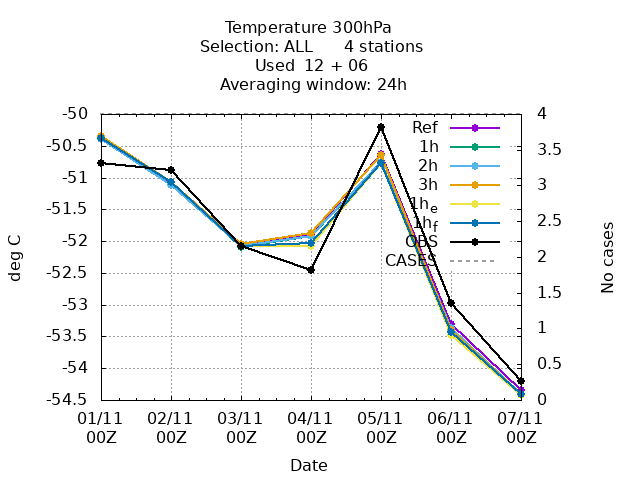 Temperature 300hPa
Selection: ALL      4 stations
Used  12 + 06
Averaging window: 24h
-50
-50.5
-51
-51.5
-52
-52.5
-53
-53.5
-54
-54.5
deg C
4
3.5
3
2.5
2
1.5
1
0.5
0
No cases
Ref
1h
2h
3h
1he
1hf
OBS
CASES
01/11 02/11 03/11 04/11 05/11 06/11 07/11
00Z 00Z 00Z 00Z 00Z 00Z 00Z
Date